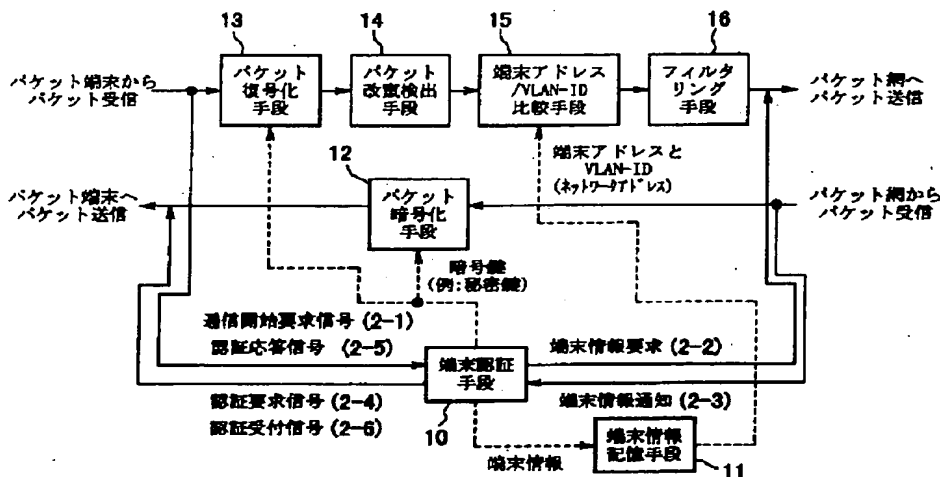 13
14
15
16
パケット端末から
パケット受信
パケット
復号化
手段
パケット
改竄検出
手段
端末アドレス
/VLAN-ID
比較手段
フィルタ
リング
手段
パケット網へ
パケット送信
12
端末アドレスと
VLAN-ID
(ネットワークアドレス)
パケット端末へ
パケット送信
パケット
暗号化
手段
パケット網から
パケット受信
暗号鍵
(例:秘密鍵)
通信開始要求信号 (2-1)
認証応答信号 (2-5)
端末認証
手段
端末情報要求 (2-2)
認証要求信号 (2-4)
認証受付信号 (2-6)
10
端末情報通知 (2-3)
端末情報
端末情報
記憶手段
11